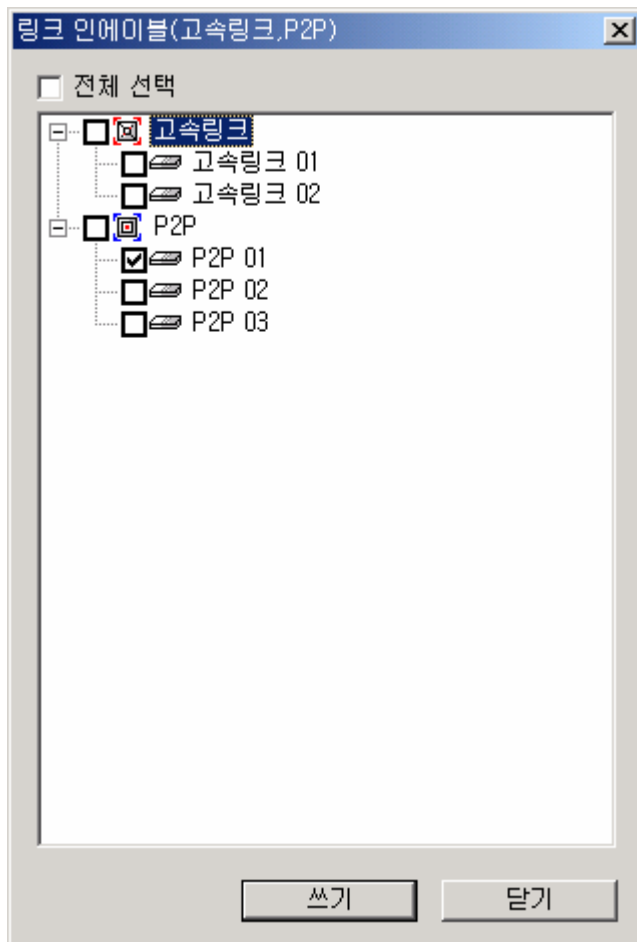 링크 인에이블(고속링크,P2P)
전체 선택
고속링크
고속링크 01
고속링크 02
P2P
P2P 01
P2P 02
P2P 03
쓰기
닫기